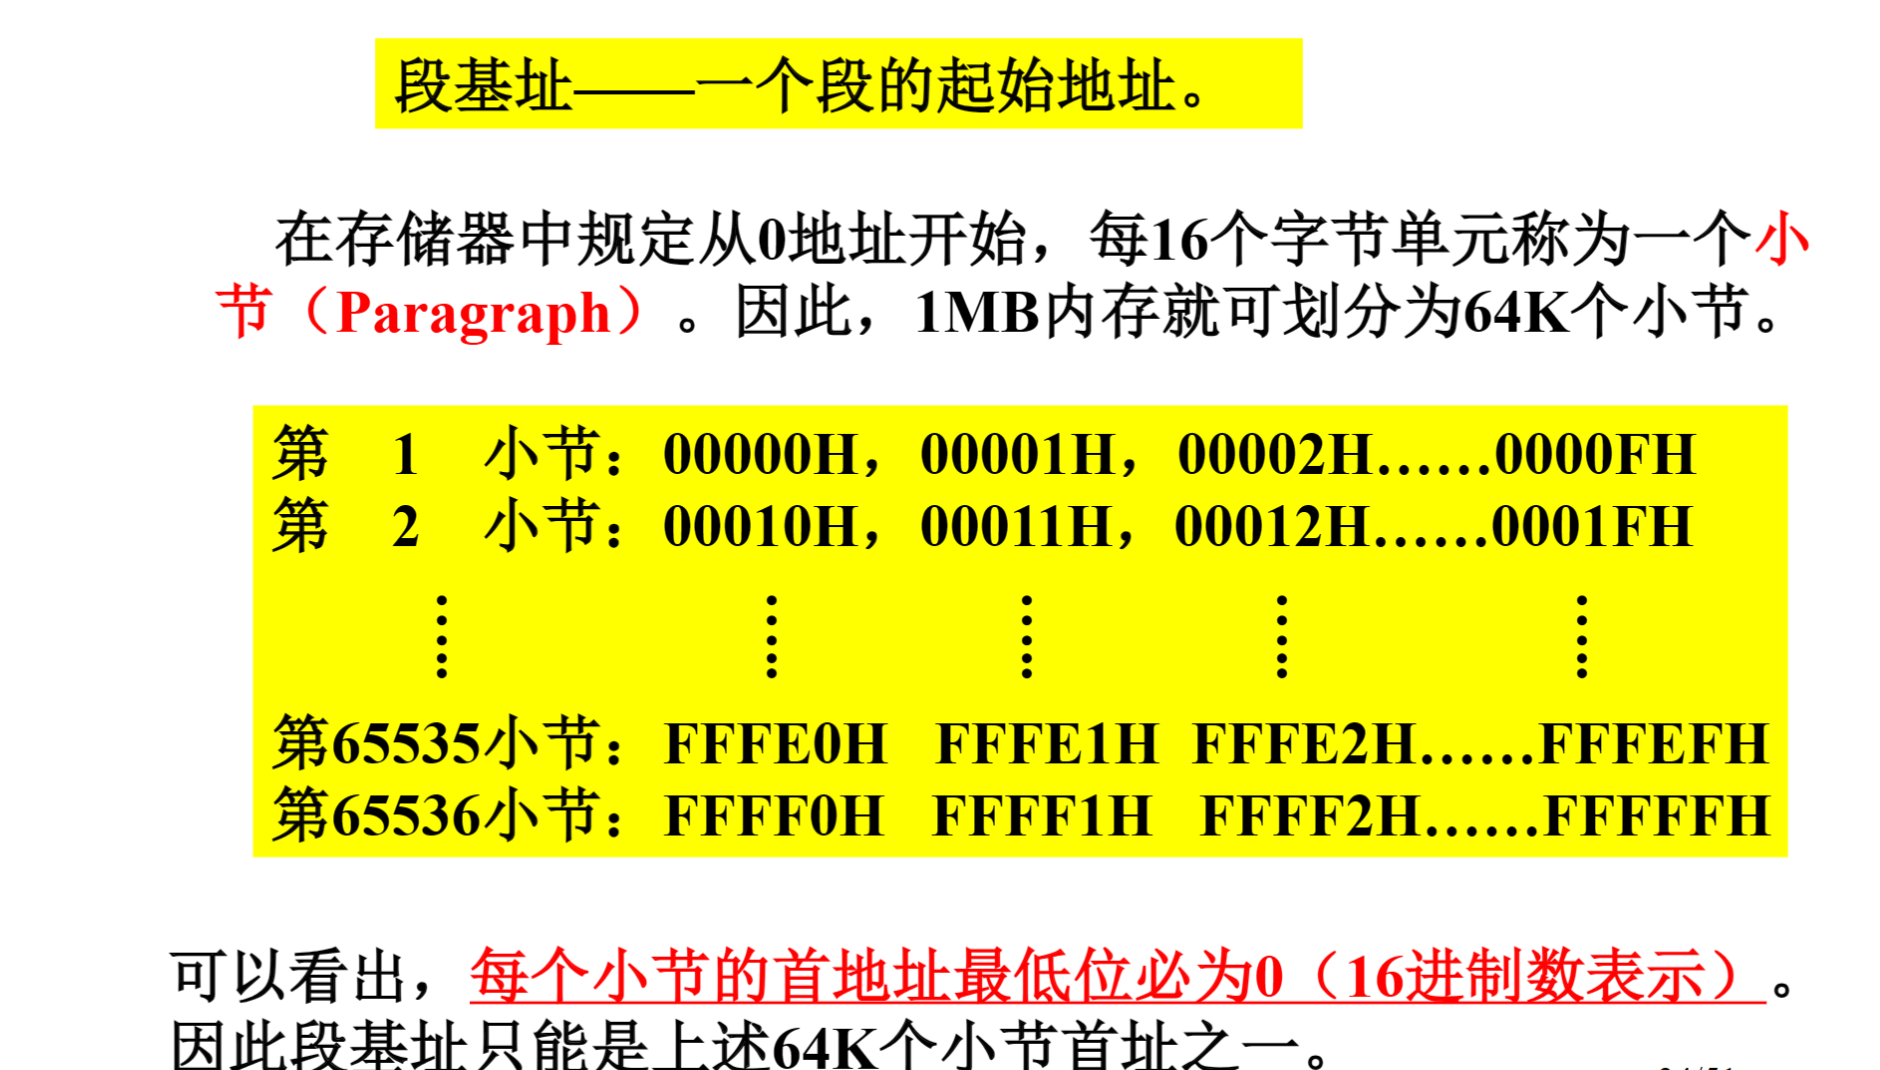 段基址——一个段的起始地址。
在存储器中规定从0地址开始，每16个字节单元称为一个小
节（Paragraph）。因此，1MB内存就可划分为64K个小节。
第 1 小节：00000H，00001H，00002H……0000FH
第 2 小节：00010H，00011H，00012H……0001FH
第65535小节：FFFE0H FFFE1H FFFE2H……FFFEFH
第65536小节：FFFF0H FFFF1H FFFF2H……FFFFFH
可以看出，每个小节的首地址最低位必为0（16进制数表示）。
因此段基址只能是上述64K个小节首址之一。